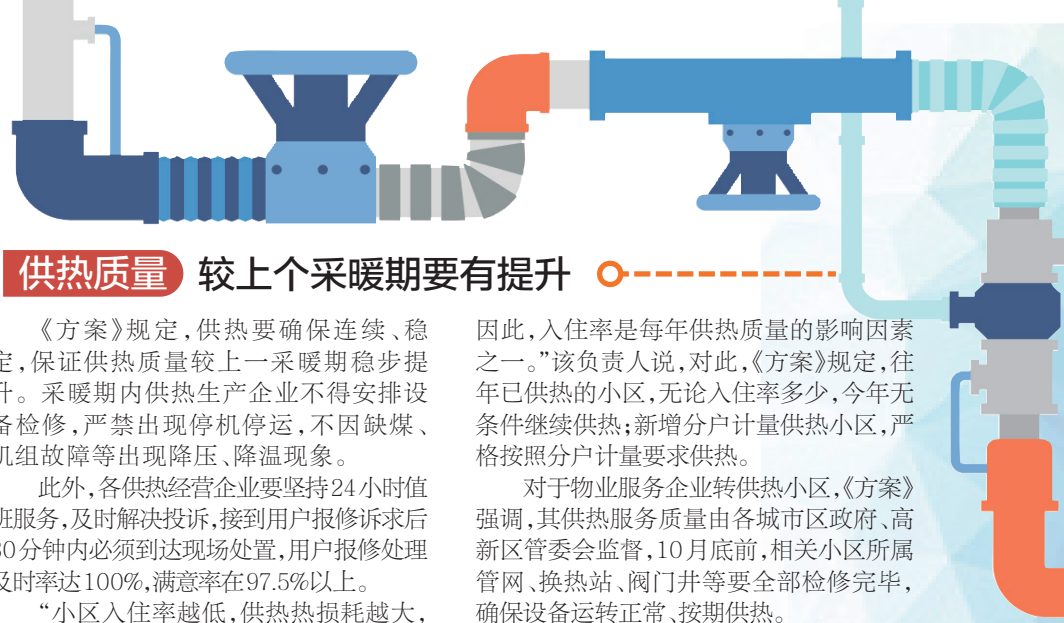 供热质量 较上个采暖期要有提升
《方案》规定，供热要确保连续、稳
定，保证供热质量较上一采暖期稳步提
升。采暖期内供热生产企业不得安排设
备检修，严禁出现停机停运，不因缺煤、
机组故障等出现降压、降温现象。
此外，各供热经营企业要坚持24小时值
班服务，及时解决投诉，接到用户报修诉求后
30分钟内必须到达现场处置，用户报修处理
及时率达100%，满意率在97.5%以上。
“小区入住率越低，供热热损耗越大，
因此，入住率是每年供热质量的影响因素
之一。”该负责人说，对此，《方案》规定，往
年已供热的小区，无论入住率多少，今年无
条件继续供热；新增分户计量供热小区，严
格按照分户计量要求供热。
对于物业服务企业转供热小区，《方案》
强调，其供热服务质量由各城市区政府、高
新区管委会监督，10月底前，相关小区所属
管网、换热站、阀门井等要全部检修完毕，
确保设备运转正常、按期供热。